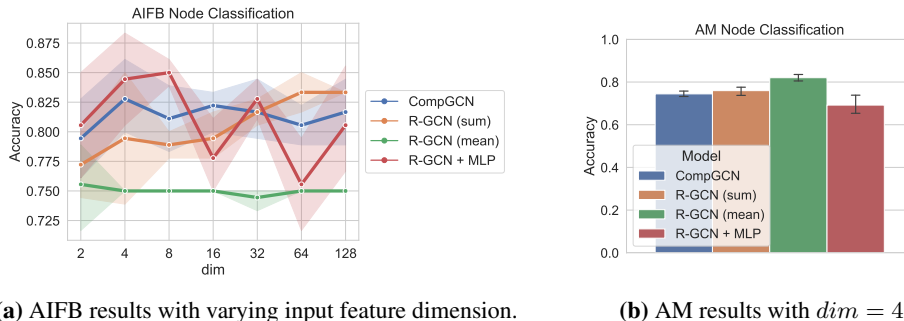 AIFB Node Classification
0.875
0.850
0.825
0.800
0.775
0.750
0.725
Accuracy
2 4 8 16 32 64 128
dim
CompGCN
R-GCN (sum)
R-GCN (mean)
R-GCN + MLP
AM Node Classification
1.0
0.8
0.6
0.4
0.2
0.0
Accuracy
Model
CompGCN
R-GCN (sum)
R-GCN (mean)
R-GCN + MLP
(a) AIFB results with varying input feature dimension.
(b) AM results with dim = 4